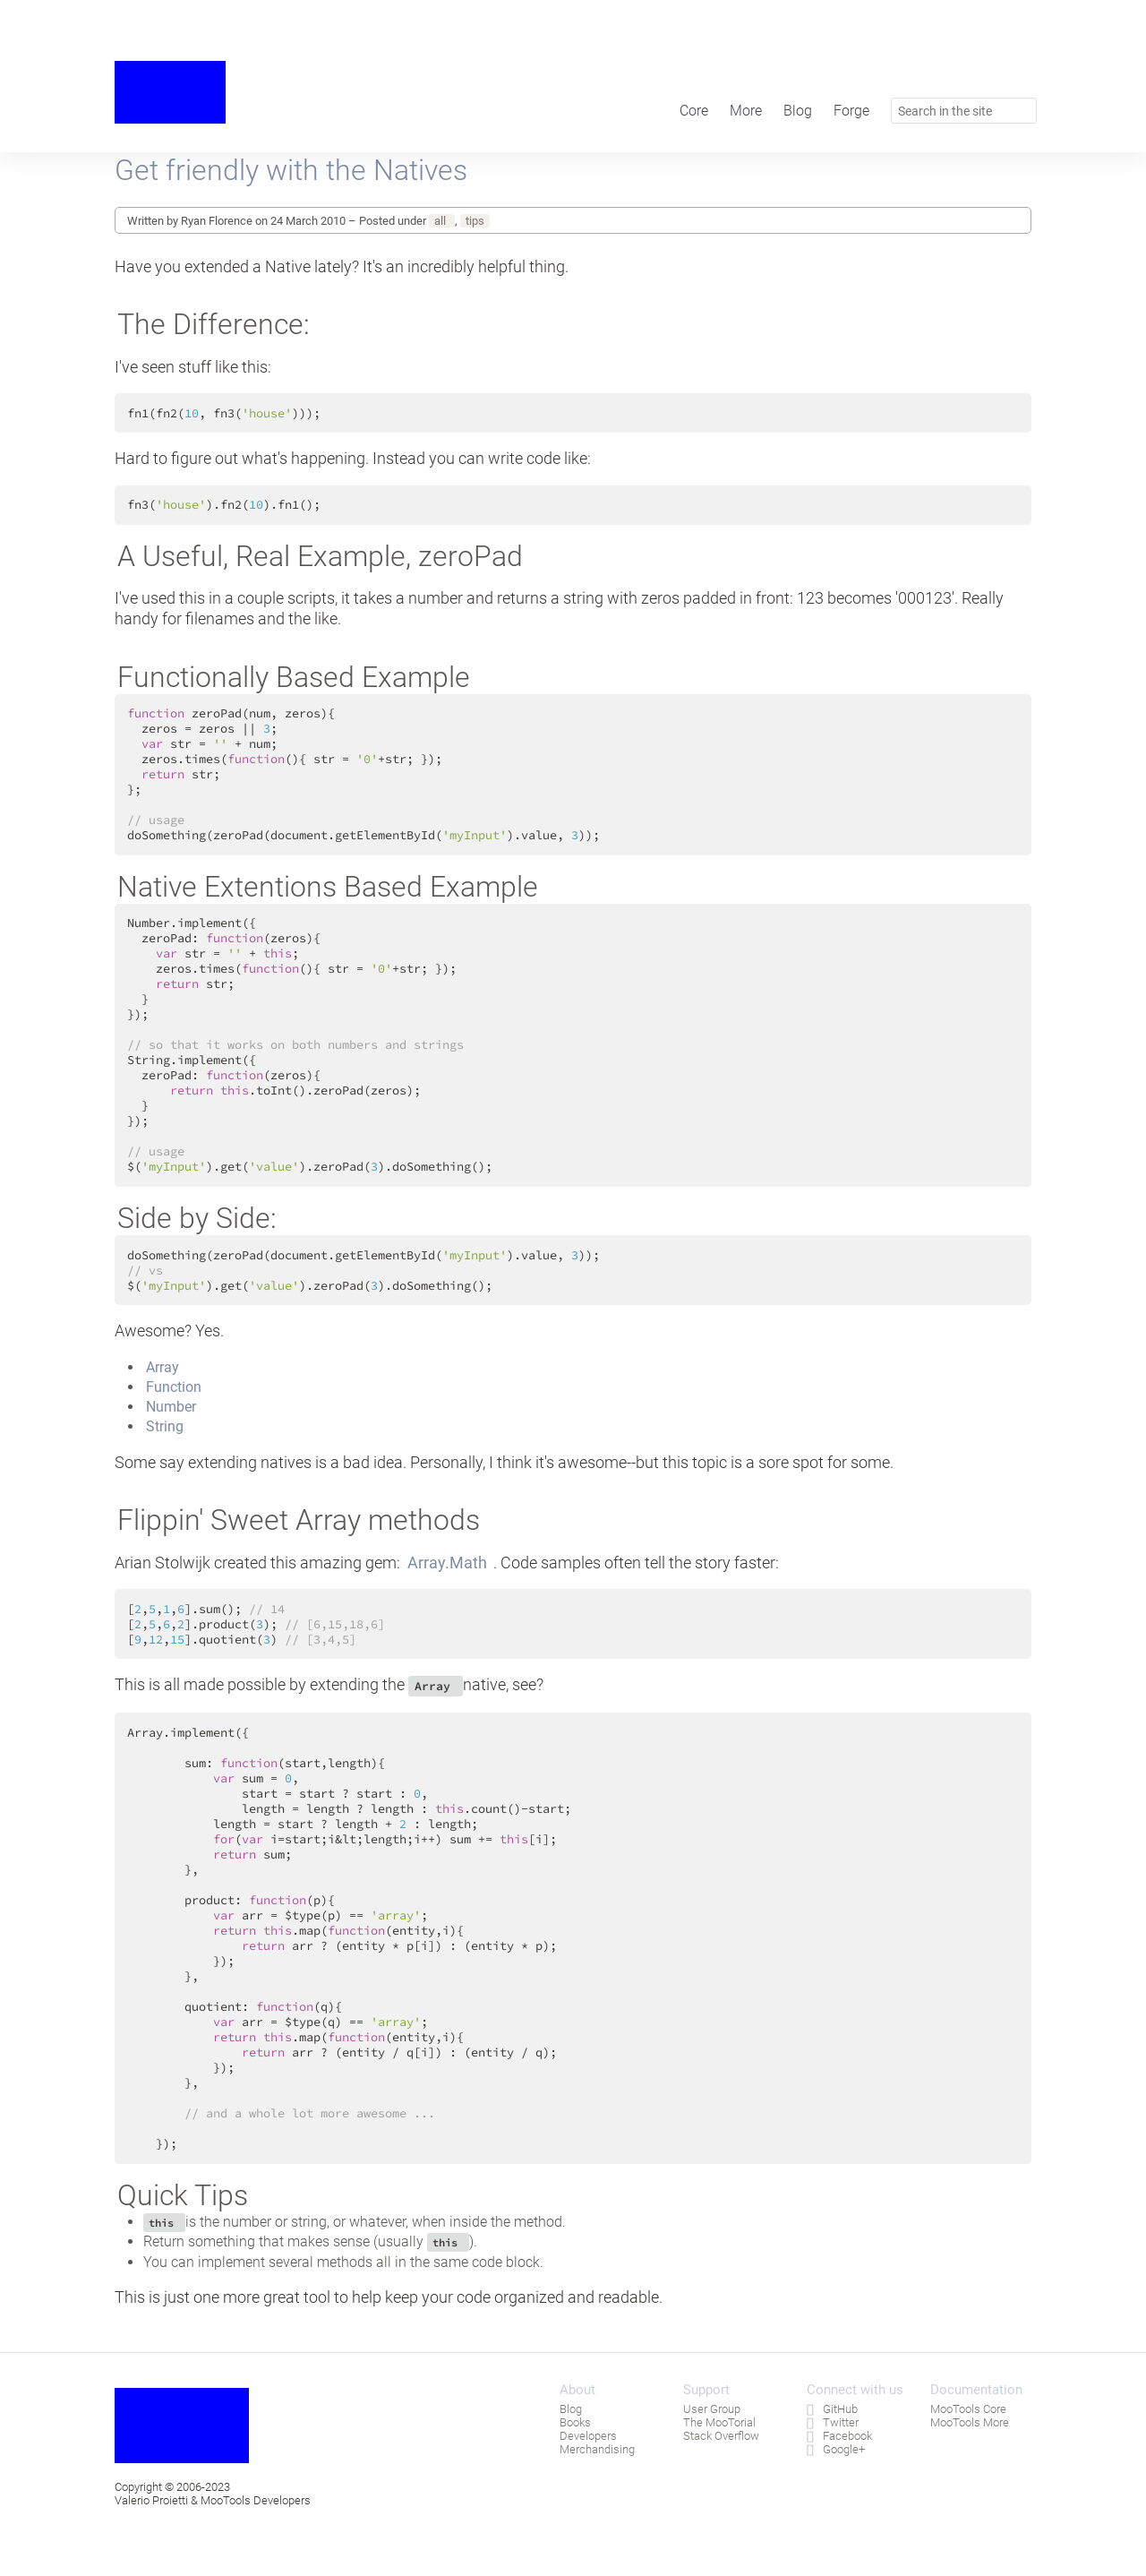 Core More Blog Forge Search in the site
Get friendly with the Natives
Written by Ryan Florence on 24 March 2010 – Posted under all , tips
Have you extended a Native lately? It's an incredibly helpful thing.
The Difference:
I've seen stuff like this:
fn1(fn2(10, fn3('house')));
Hard to figure out what's happening. Instead you can write code like:
fn3('house').fn2(10).fn1();
A Useful, Real Example, zeroPad
I've used this in a couple scripts, it takes a number and returns a string with zeros padded in front: 123 becomes '000123'. Really
handy for filenames and the like.
Functionally Based Example
function zeroPad(num, zeros){
  zeros = zeros || 3;
  var str = '' + num;
  zeros.times(function(){ str = '0'+str; });
  return str;
};
// usage
doSomething(zeroPad(document.getElementById('myInput').value, 3));
Native Extentions Based Example
Number.implement({
  zeroPad: function(zeros){
    var str = '' + this;
    zeros.times(function(){ str = '0'+str; });
    return str;
  }
});
// so that it works on both numbers and strings
String.implement({
  zeroPad: function(zeros){
      return this.toInt().zeroPad(zeros);
  }
});
// usage
$('myInput').get('value').zeroPad(3).doSomething();
Side by Side:
doSomething(zeroPad(document.getElementById('myInput').value, 3));
// vs
$('myInput').get('value').zeroPad(3).doSomething();
Awesome? Yes.
• Array
• Function
• Number
• String
Some say extending natives is a bad idea. Personally, I think it's awesome--but this topic is a sore spot for some.
Flippin' Sweet Array methods
Arian Stolwijk created this amazing gem: Array.Math . Code samples often tell the story faster:
[2,5,1,6].sum(); // 14
[2,5,6,2].product(3); // [6,15,18,6]
[9,12,15].quotient(3) // [3,4,5]
This is all made possible by extending the Array native, see?
Array.implement({
        sum: function(start,length){
            var sum = 0,
                start = start ? start : 0,
                length = length ? length : this.count()-start;
            length = start ? length + 2 : length;
            for(var i=start;i&lt;length;i++) sum += this[i];
            return sum;
        },
        product: function(p){
            var arr = $type(p) == 'array';
            return this.map(function(entity,i){
                return arr ? (entity * p[i]) : (entity * p);
            });
        },
        quotient: function(q){
            var arr = $type(q) == 'array';
            return this.map(function(entity,i){
                return arr ? (entity / q[i]) : (entity / q);
            });
        },
        // and a whole lot more awesome ...
    });
Quick Tips
• this is the number or string, or whatever, when inside the method.
• Return something that makes sense (usually this ).
• You can implement several methods all in the same code block.
This is just one more great tool to help keep your code organized and readable.
About
Blog
Books
Developers
Merchandising
Support
User Group
The MooTorial
Stack Overflow
Connect with us
GitHub
Twitter
Facebook
Google+
Documentation
MooTools Core
MooTools More
Copyright © 2006-2023
Valerio Proietti & MooTools Developers